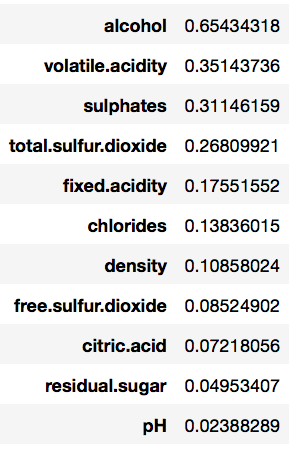 alcohol 0.65434318
volatile.acidity 0.35143736
sulphates 0.31146159
total.sulfur.dioxide 0.26809921
fixed.acidity 0.17551552
chlorides 0.13836015
density 0.10858024
free.sulfur.dioxide 0.08524902
citric.acid 0.07218056
residual.sugar 0.04953407
pH 0.02388289